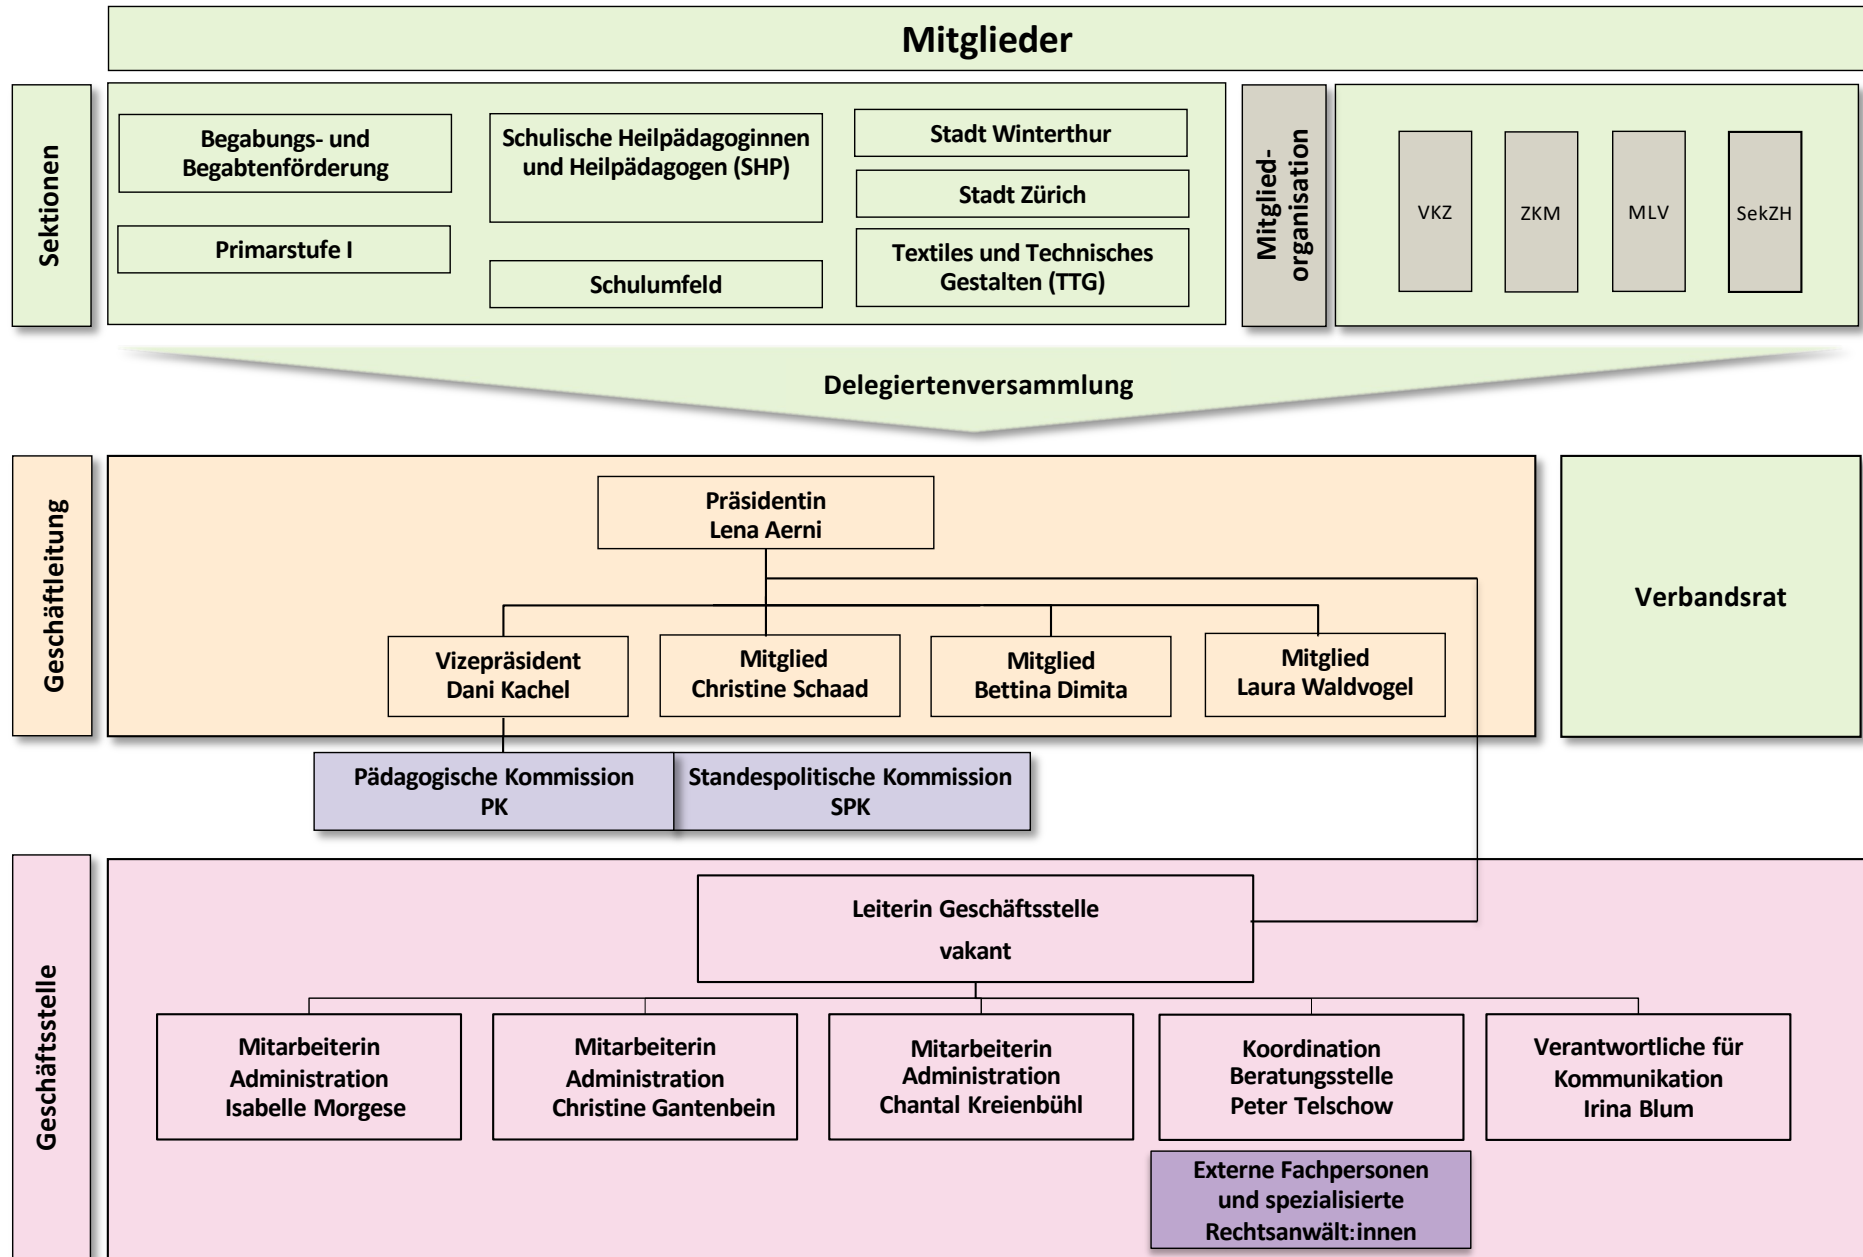 Mitglieder
Sektionen
Begabungs- und
Begabtenförderung
Primarstufe I
Schulische Heilpädagoginnen
und Heilpädagogen (SHP)
Schulumfeld
Stadt Winterthur
Stadt Zürich
Textiles und Technisches
Gestalten (TTG)
Mitglied-
organisation
VKZ
ZKM
MLV
SekZH
Delegiertenversammlung
Geschäftleitung
Präsidentin
Lena Aerni
Vizepräsident
Dani Kachel
Mitglied
Christine Schaad
Mitglied
Bettina Dimita
Mitglied
Laura Waldvogel
Verbandsrat
Pädagogische Kommission
PK
Standespolitische Kommission
SPK
Geschäftsstelle
Leiterin Geschäftsstelle
vakant
Mitarbeiterin
Administration
Isabelle Morgese
Mitarbeiterin
Administration
Christine Gantenbein
Mitarbeiterin
Administration
Chantal Kreienbühl
Koordination
Beratungsstelle
Peter Telschow
Verantwortliche für
Kommunikation
Irina Blum
Externe Fachpersonen
und spezialisierte
Rechtsanwält:innen